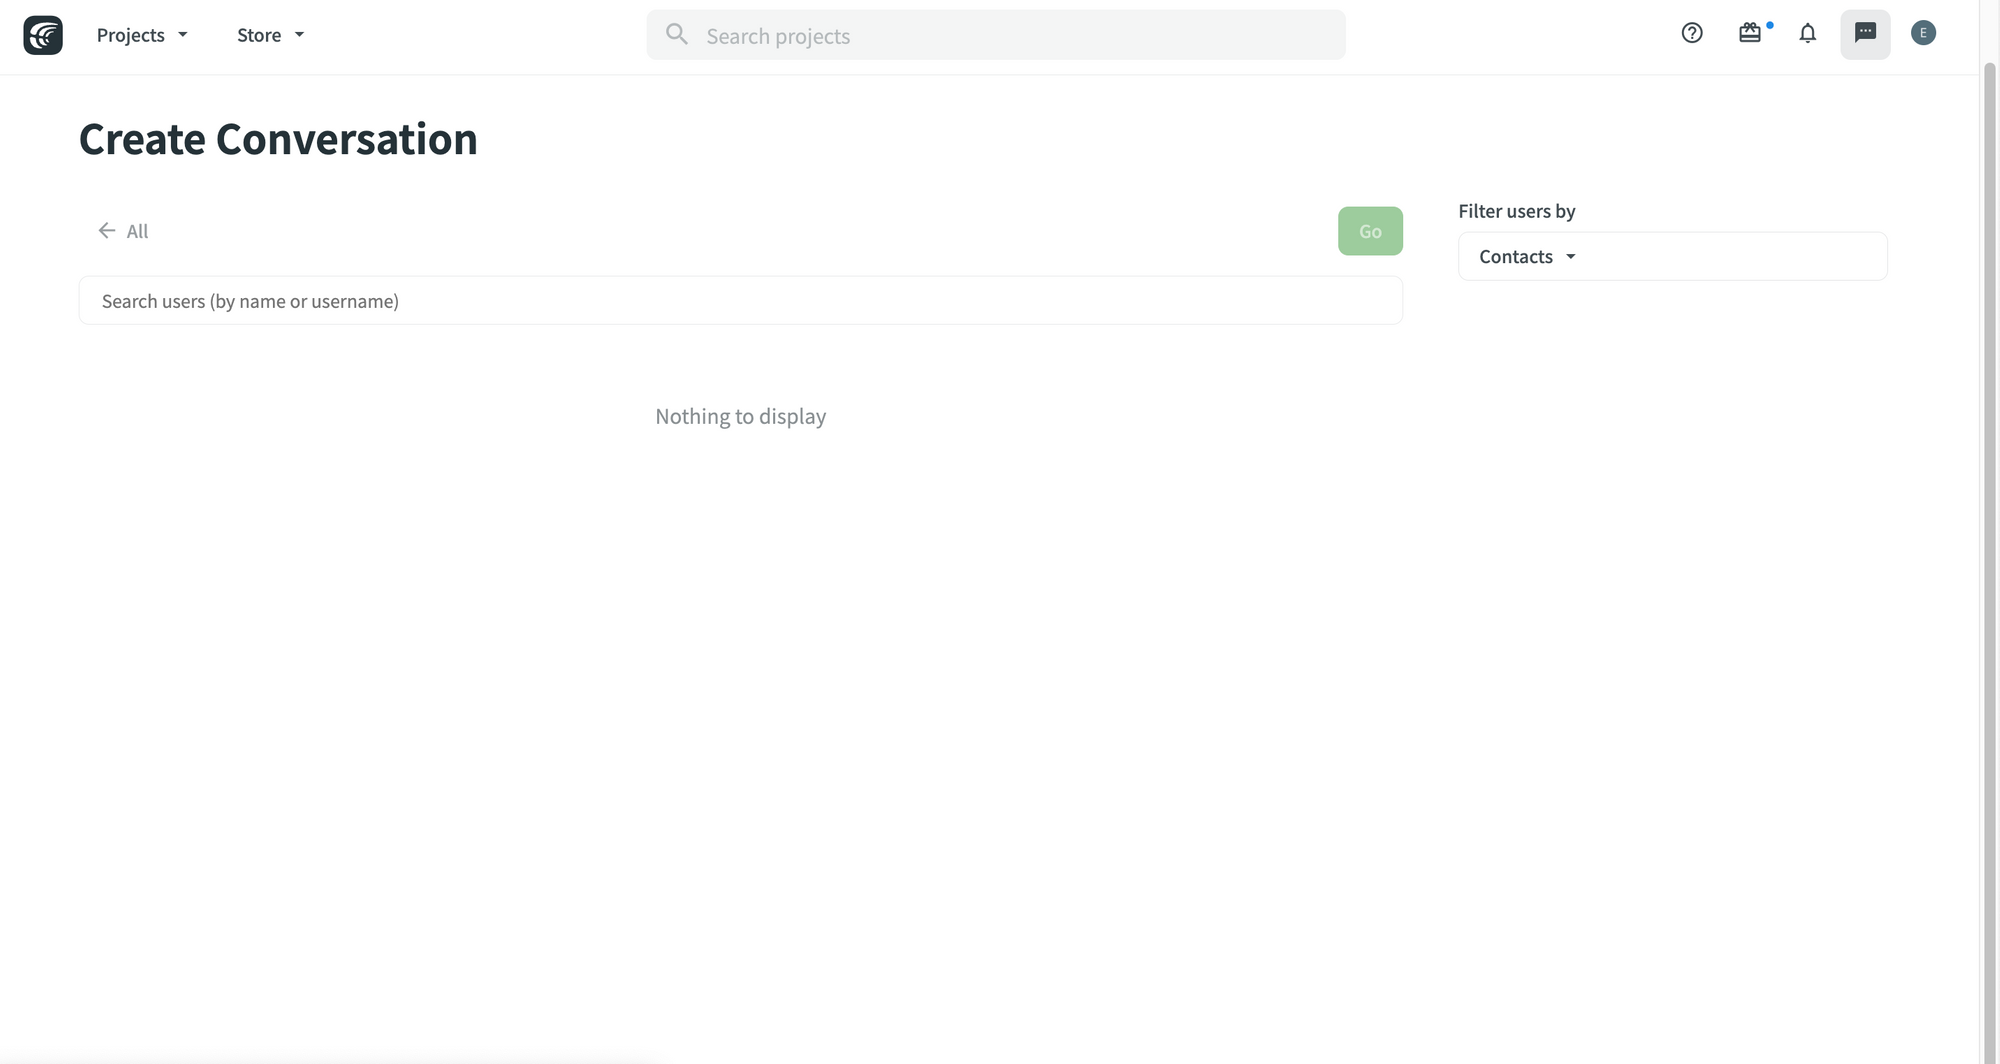 Projects
Store
Search projects
E
Create Conversation
All
Go
Filter users by
Contacts
Search users (by name or username)
Nothing to display